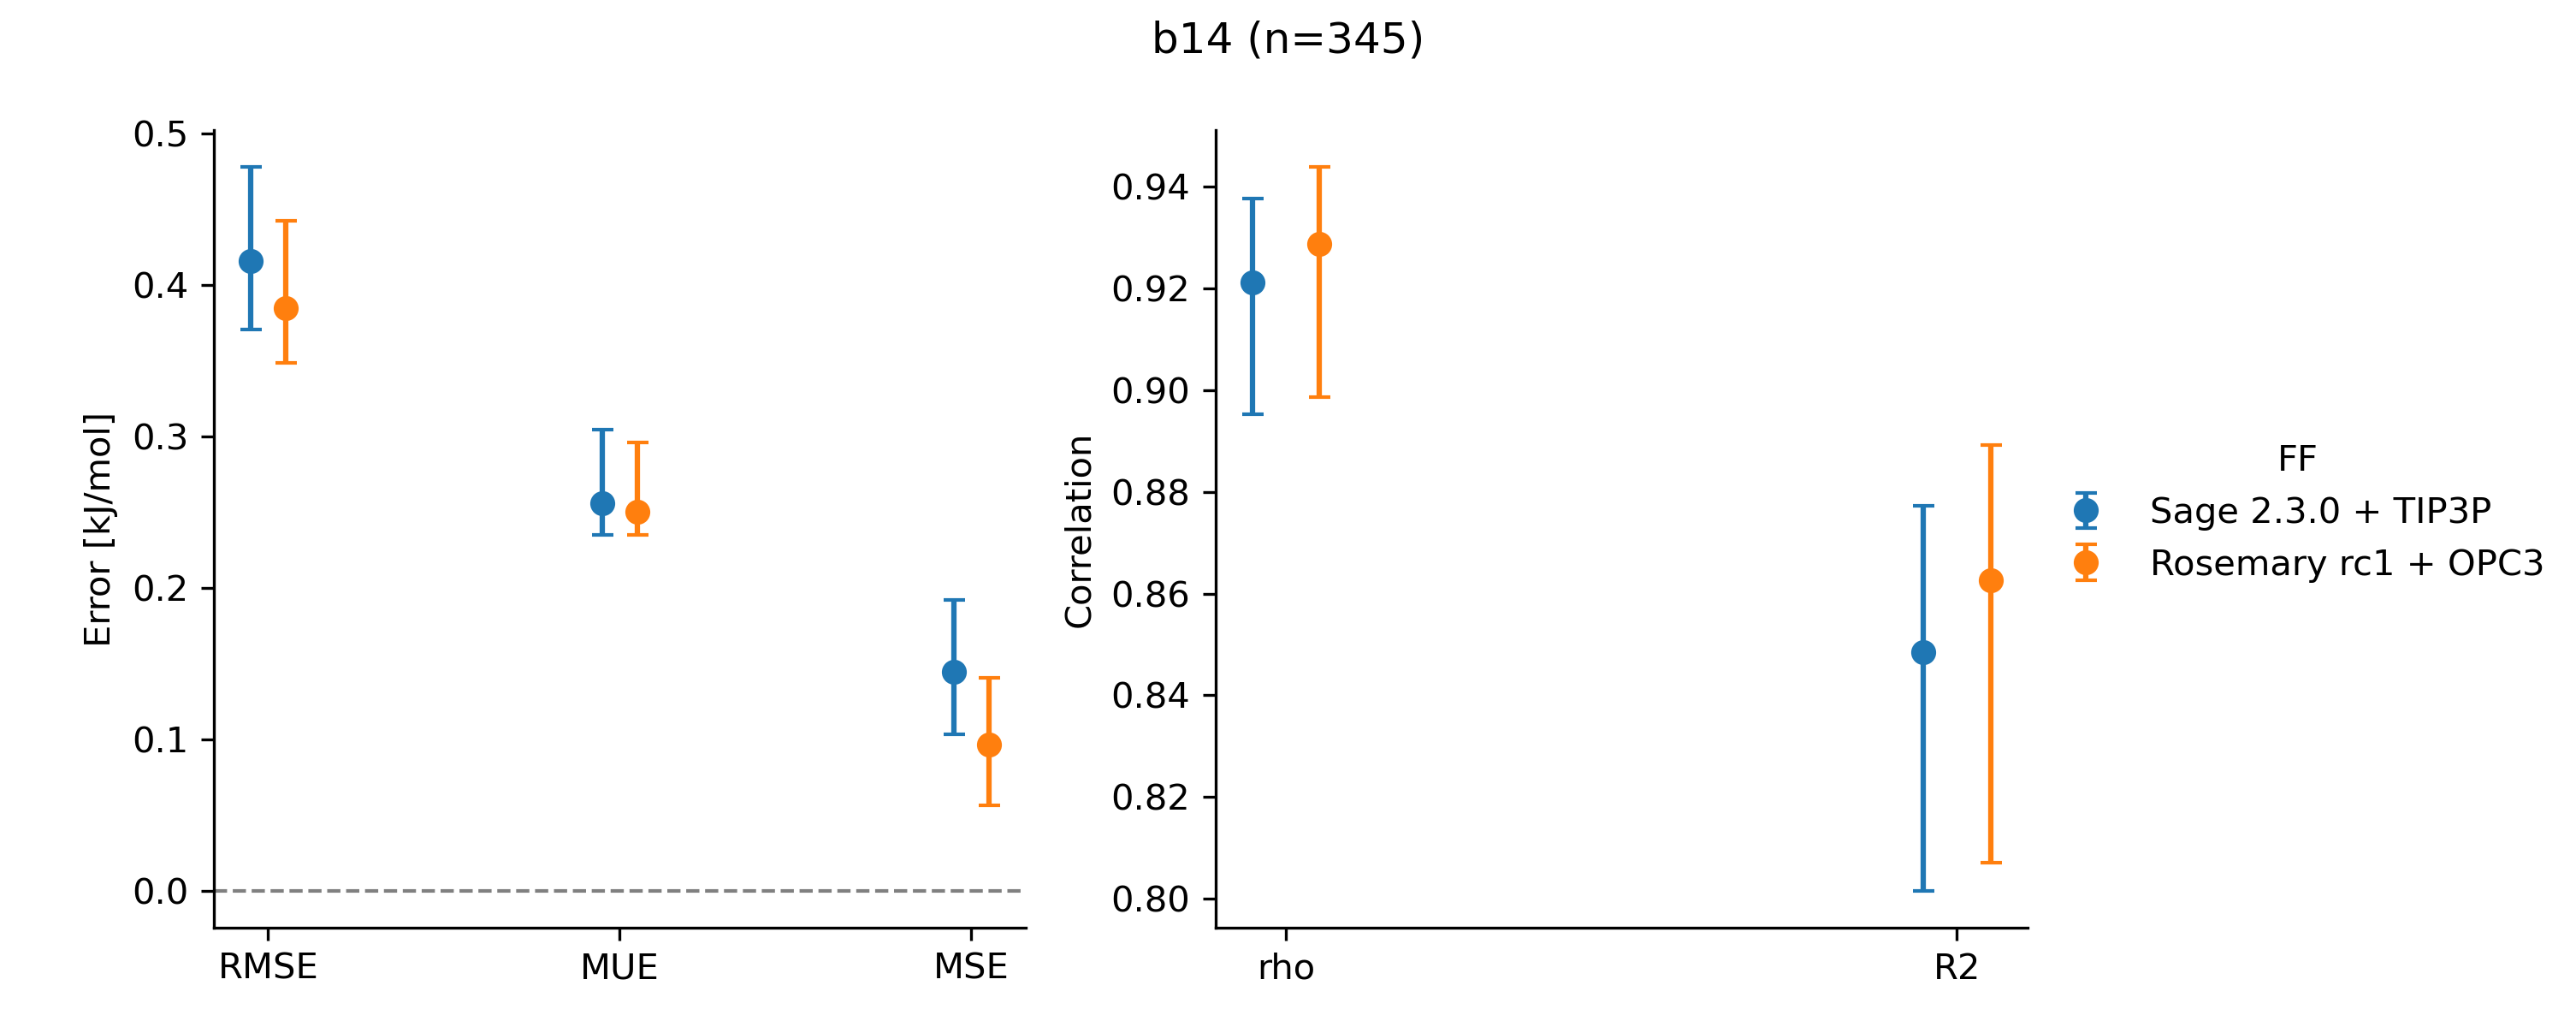 b14 (n=345)
Error [kJ/mol]
0.5
0.4
0.3
0.2
0.1
0.0
RMSE
MUE
MSE
Correlation
0.94
0.92
0.90
0.88
0.86
0.84
0.82
0.80
rho
R2
FF
Sage 2.3.0 + TIP3P
Rosemary rc1 + OPC3